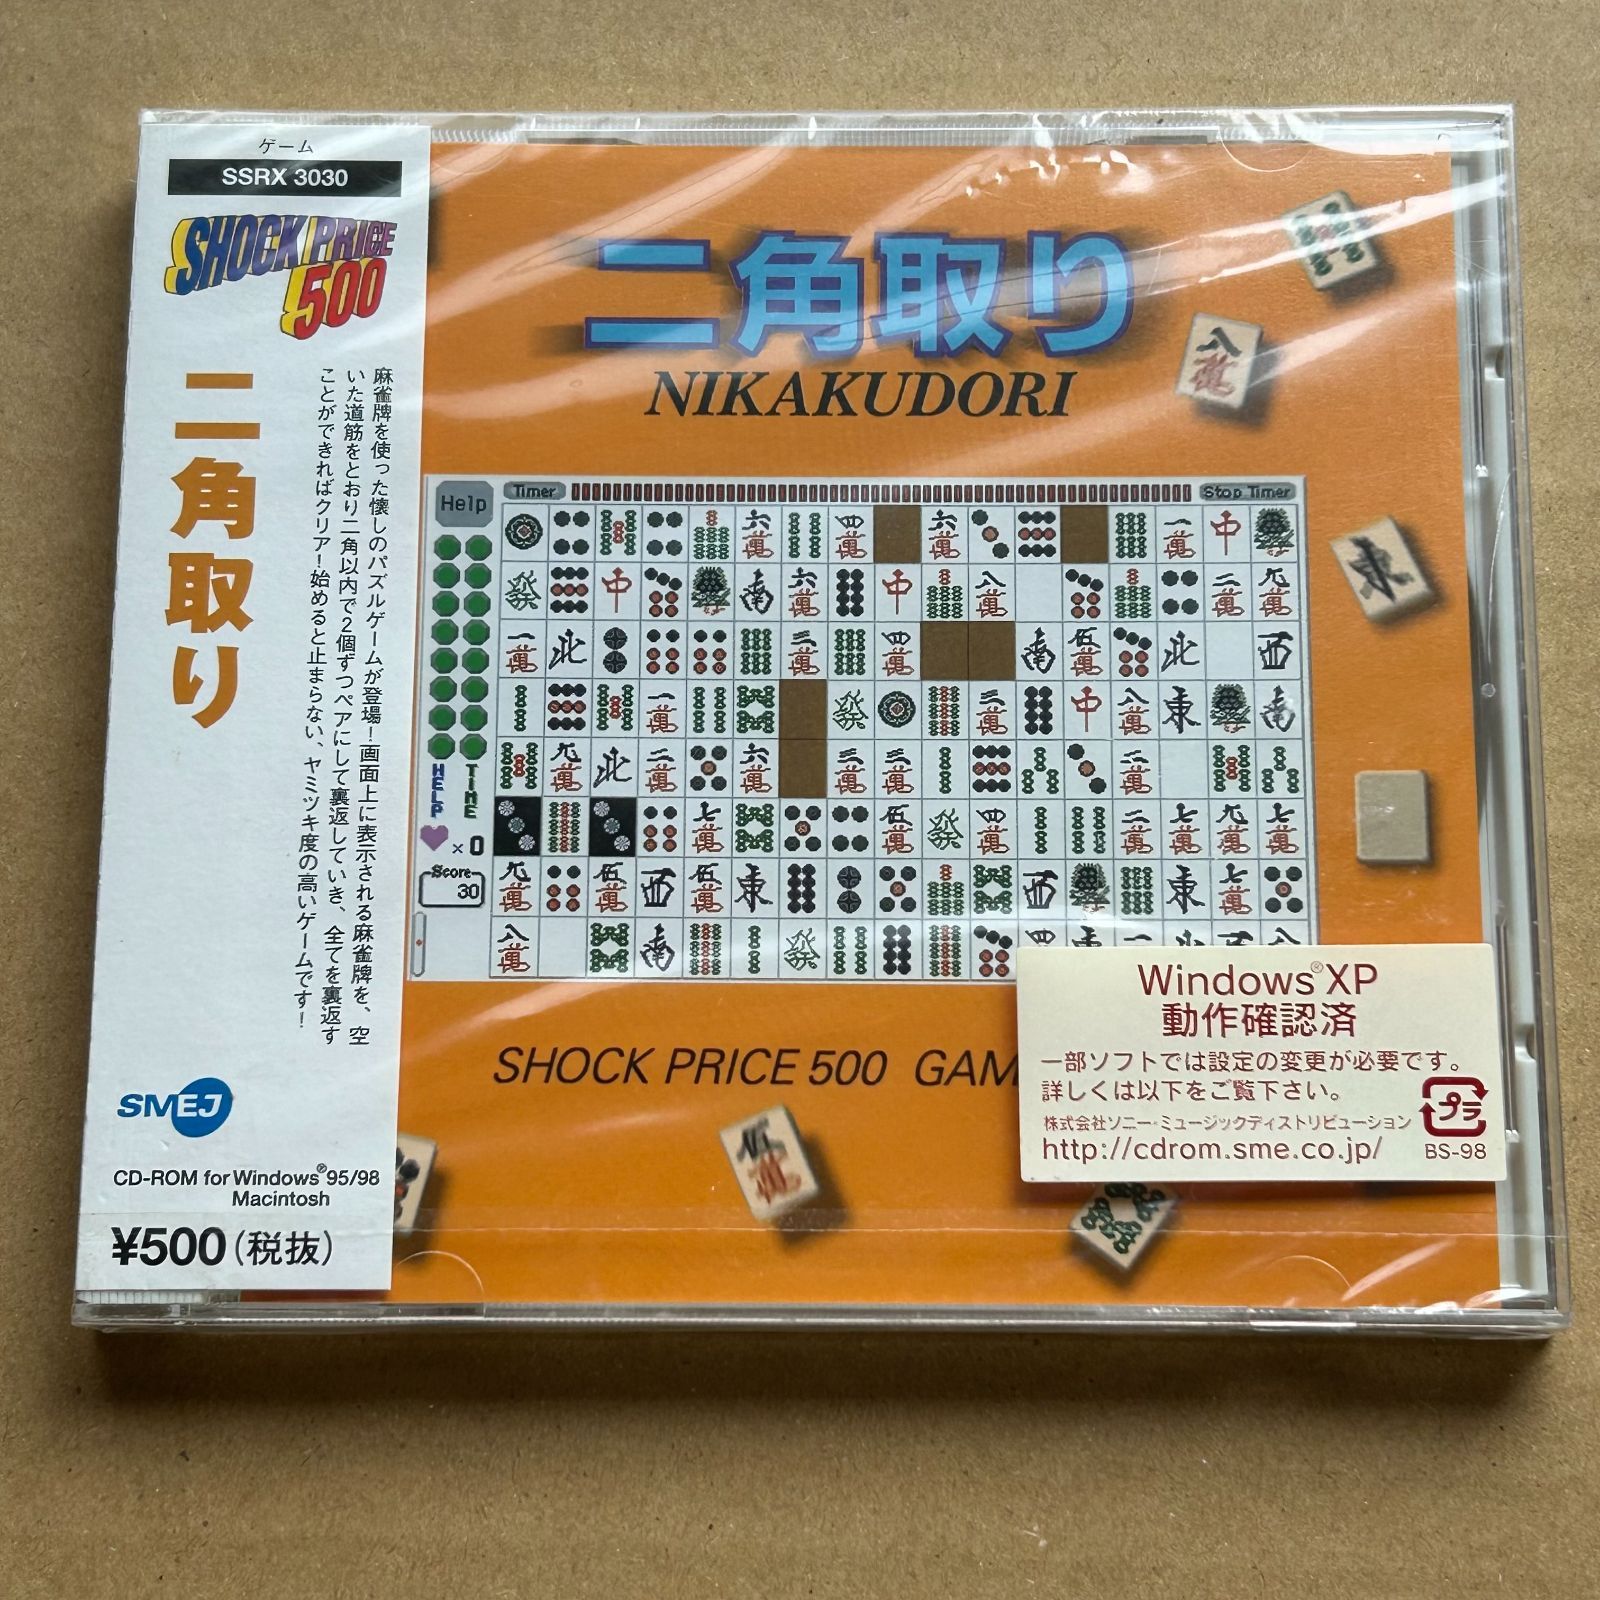 ゲーム
SSRX 3030
SHOCK PRICE
500
二角取り
麻雀牌を使った懐しのパズルゲームが登場！画面上に表示される麻雀牌を、空
いた道筋をとおり二角以内で2個ずつペアにして裏返していき、全てを裏返す
ことができればクリア！始めると止まらない、ヤミツキ度の高いゲームです！
SMEJ
CD-ROM for Windows®95/98
Macintosh
¥500(税抜)
二角取り
NIKAKUDORI
Help
Timer
Stop Timer
HELP
TIME
×0
Score
30
SHOCK PRICE 500 GAM
Windows®XP
動作確認済
一部ソフトでは設定の変更が必要です。
詳しくは以下をご覧下さい。
株式会社ソニー・ミュージックディストリビューション
http://cdrom.sme.co.jp/
プラ
BS-98
八萬
東